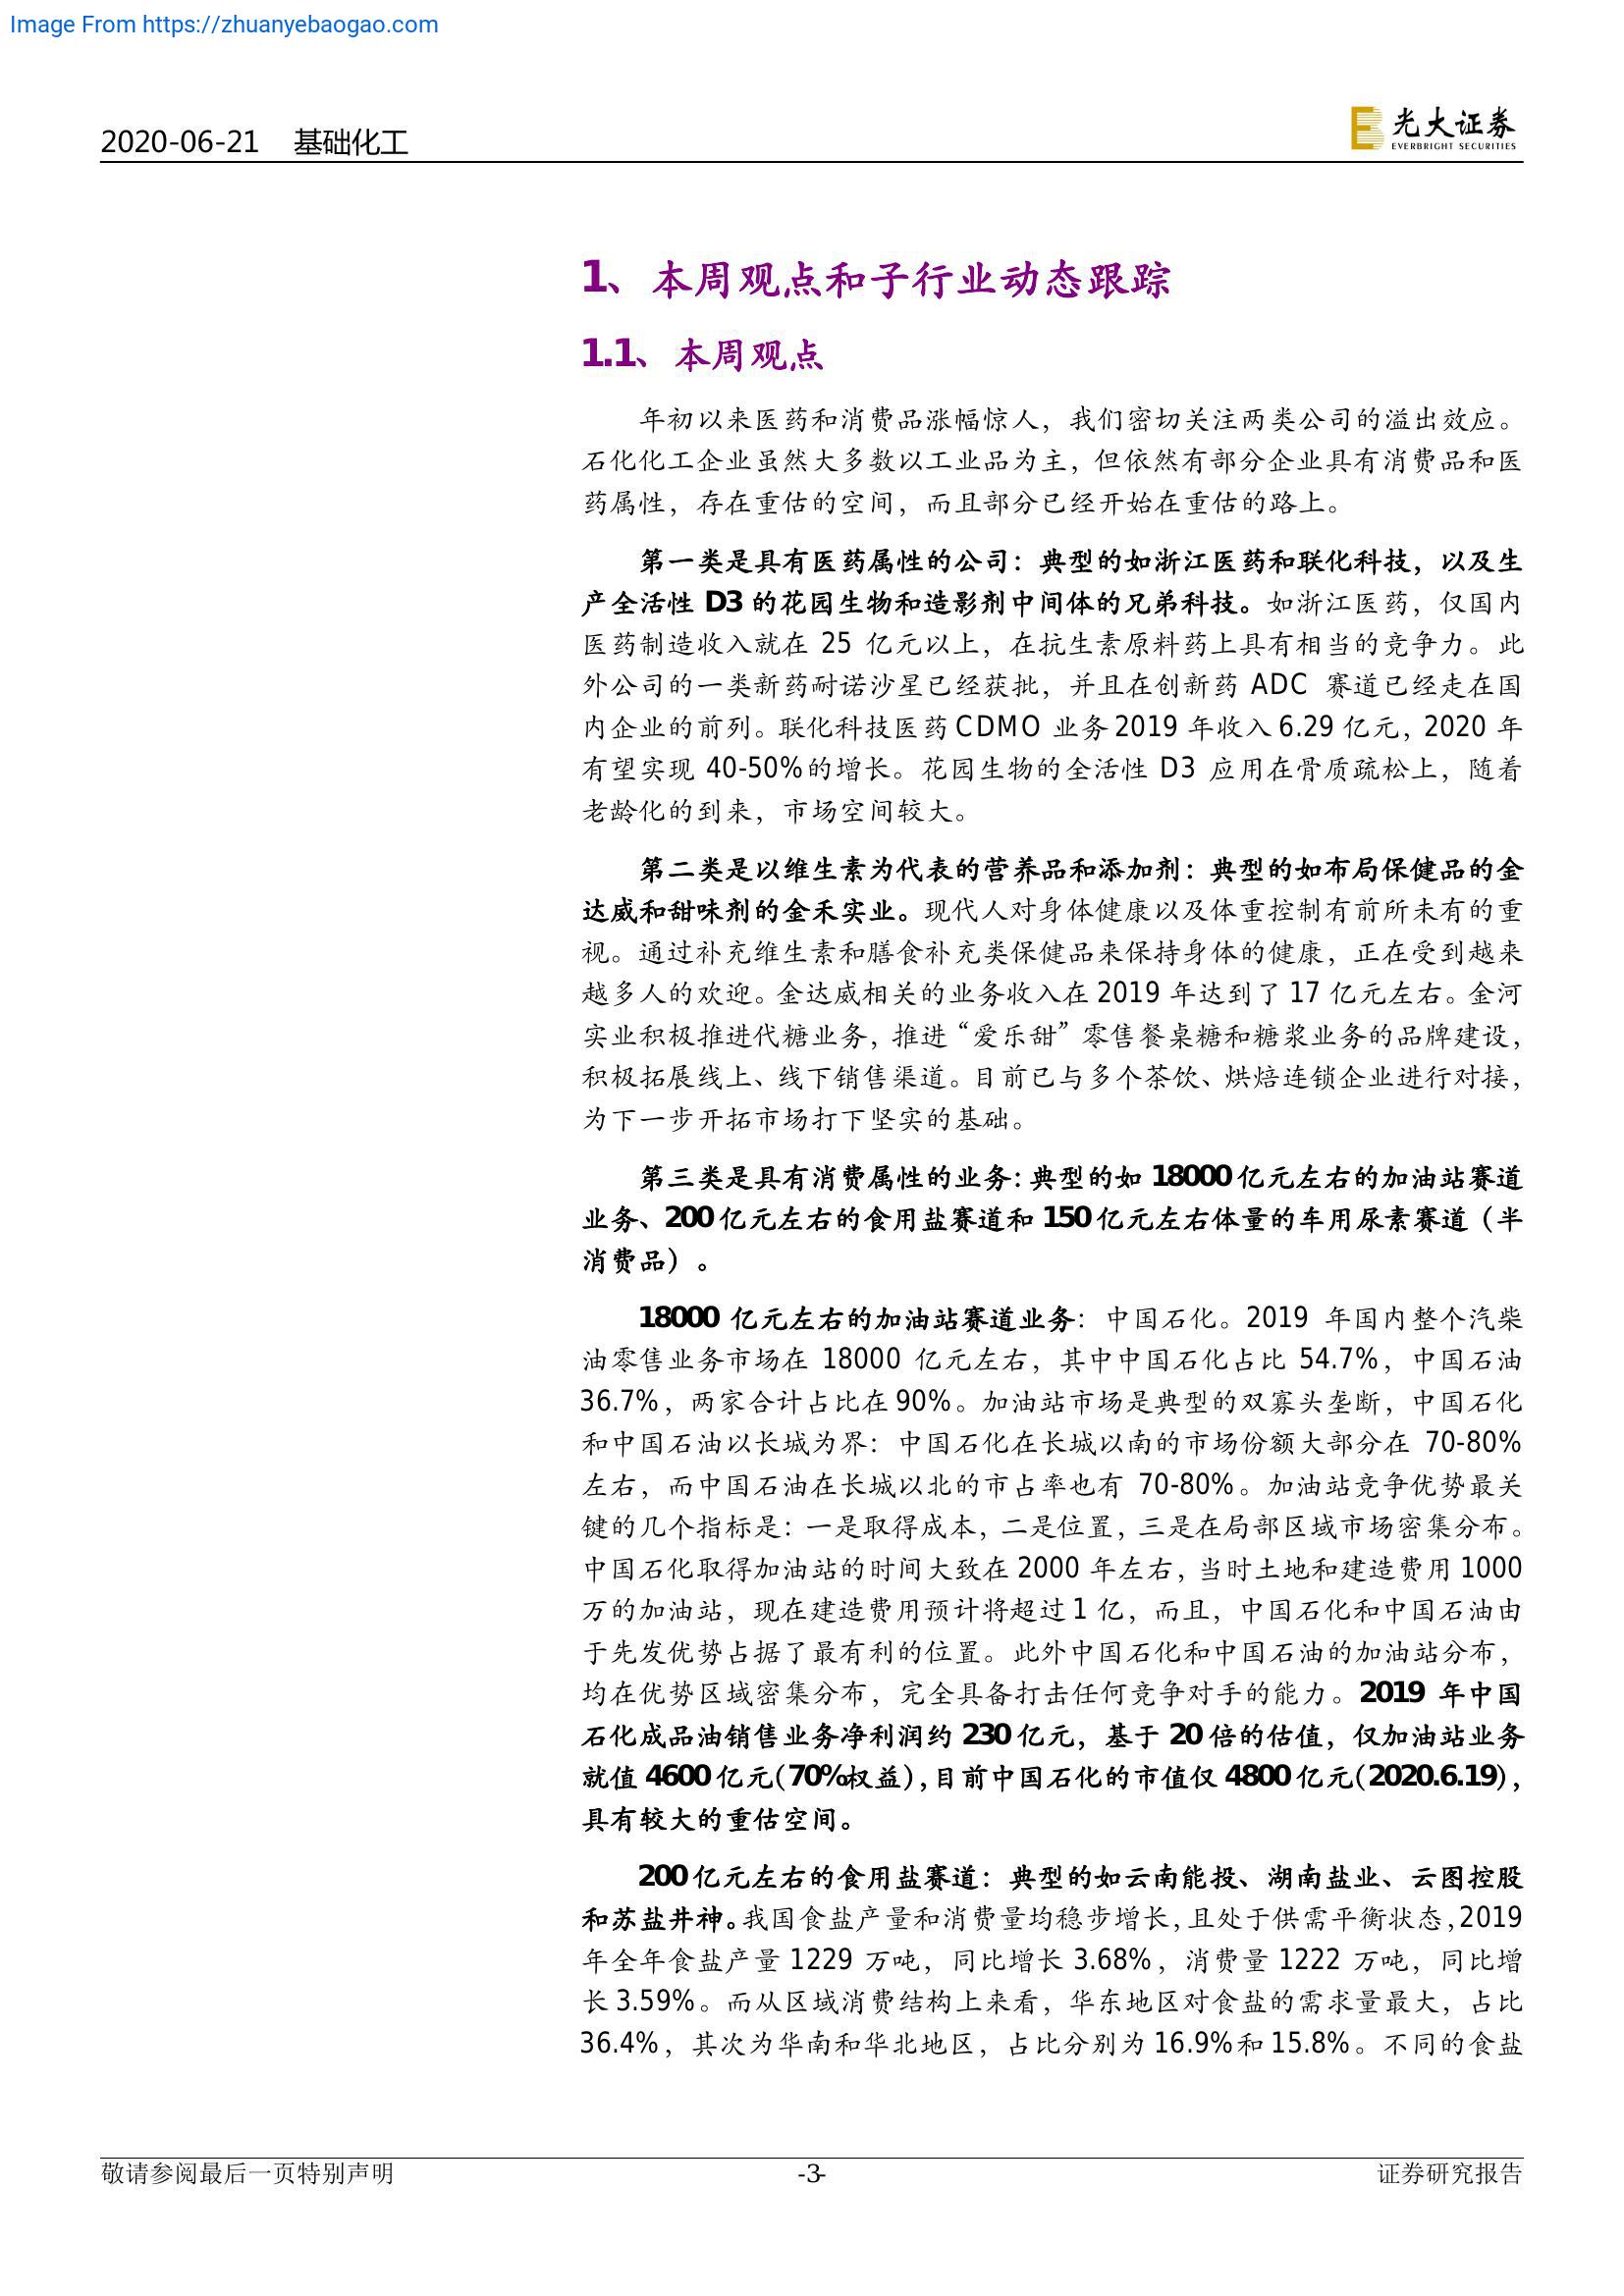 Image From https://zhuanyebaogao.com
2020-06-21 基础化工
光大证券
EVERBRIGHT SECURITIES
1、本周观点和子行业动态跟踪
1.1、本周观点
年初以来医药和消费品涨幅惊人，我们密切关注两类公司的溢出效应。
石化化工企业虽然大多数以工业品为主，但依然有部分企业具有消费品和医
药属性，存在重估的空间，而且部分已经开始在重估的路上。
第一类是具有医药属性的公司：典型的如浙江医药和联化科技，以及生
产全活性 D3 的花园生物和造影剂中间体的兄弟科技。如浙江医药，仅国内
医药制造收入就在 25 亿元以上，在抗生素原料药上具有相当的竞争力。此
外公司的一类新药耐诺沙星已经获批，并且在创新药 ADC 赛道已经走在国
内企业的前列。联化科技医药 CDMO 业务 2019 年收入 6.29 亿元，2020 年
有望实现 40-50%的增长。花园生物的全活性 D3 应用在骨质疏松上，随着
老龄化的到来，市场空间较大。
第二类是以维生素为代表的营养品和添加剂：典型的如布局保健品的金
达威和甜味剂的金禾实业。现代人对身体健康以及体重控制有前所未有的重
视。通过补充维生素和膳食补充类保健品来保持身体的健康，正在受到越来
越多人的欢迎。金达威相关的业务收入在 2019 年达到了 17 亿元左右。金河
实业积极推进代糖业务，推进“爱乐甜”零售餐桌糖和糖浆业务的品牌建设，
积极拓展线上、线下销售渠道。目前已与多个茶饮、烘焙连锁企业进行对接，
为下一步开拓市场打下坚实的基础。
第三类是具有消费属性的业务：典型的如 18000 亿元左右的加油站赛道
业务、200 亿元左右的食用盐赛道和 150 亿元左右体量的车用尿素赛道（半
消费品）。
18000 亿元左右的加油站赛道业务：中国石化。2019 年国内整个汽柴
油零售业务市场在 18000 亿元左右，其中中国石化占比 54.7%，中国石油
36.7%，两家合计占比在 90%。加油站市场是典型的双寡头垄断，中国石化
和中国石油以长城为界：中国石化在长城以南的市场份额大部分在 70-80%
左右，而中国石油在长城以北的市占率也有 70-80%。加油站竞争优势最关
键的几个指标是：一是取得成本，二是位置，三是在局部区域市场密集分布。
中国石化取得加油站的时间大致在 2000 年左右，当时土地和建造费用 1000
万的加油站，现在建造费用预计将超过 1 亿，而且，中国石化和中国石油由
于先发优势占据了最有利的位置。此外中国石化和中国石油的加油站分布，
均在优势区域密集分布，完全具备打击任何竞争对手的能力。2019 年中国
石化成品油销售业务净利润约 230 亿元，基于 20 倍的估值，仅加油站业务
就值 4600 亿元（70%权益），目前中国石化的市值仅 4800 亿元（2020.6.19），
具有较大的重估空间。
200 亿元左右的食用盐赛道：典型的如云南能投、湖南盐业、云图控股
和苏盐井神。我国食盐产量和消费量均稳步增长，且处于供需平衡状态，2019
年全年食盐产量 1229 万吨，同比增长 3.68%，消费量 1222 万吨，同比增
长 3.59%。而从区域消费结构上来看，华东地区对食盐的需求量最大，占比
36.4%，其次为华南和华北地区，占比分别为 16.9%和 15.8%。不同的食盐
敬请参阅最后一页特别声明 -3- 证券研究报告